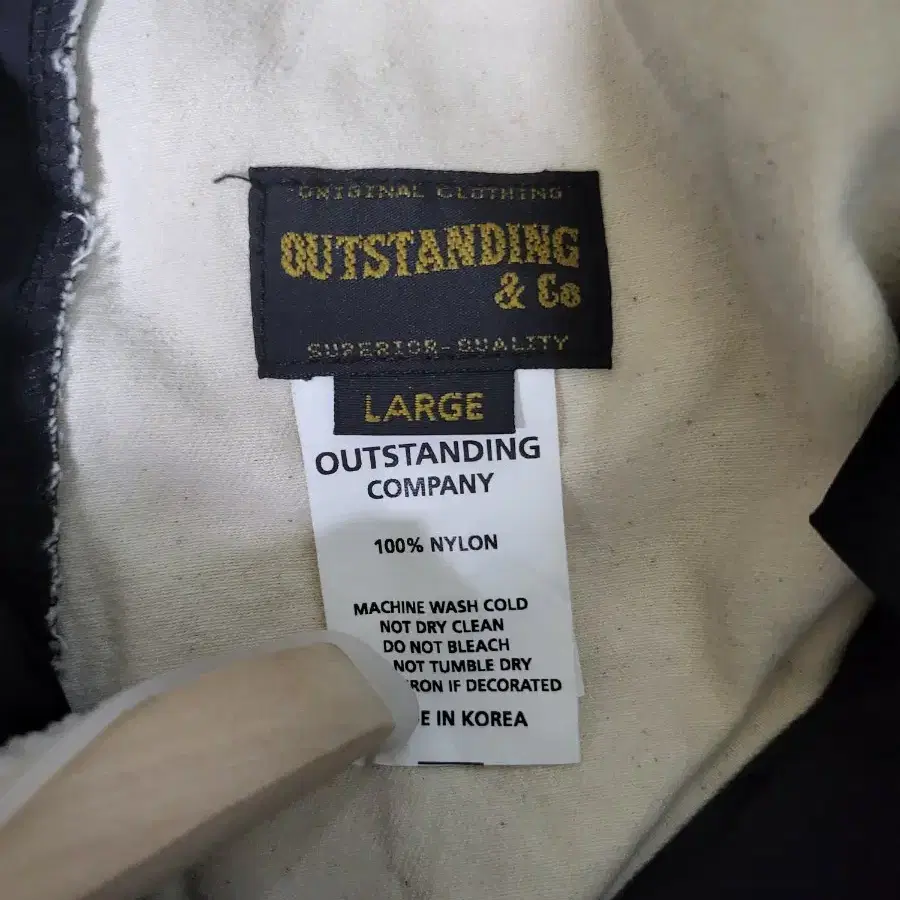 ORIGINAL CLOTHING
OUTSTANDING
& Co
SUPERIOR-QUALITY
LARGE
OUTSTANDING
COMPANY
100% NYLON
MACHINE WASH COLD
NOT DRY CLEAN
DO NOT BLEACH
NOT TUMBLE DRY
RON IF DECORATED
E IN KOREA